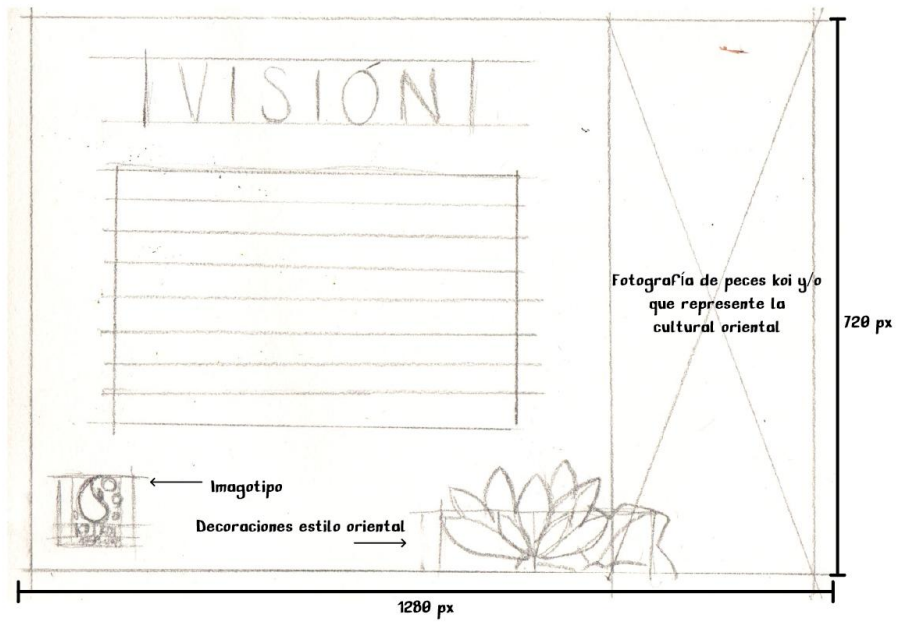 VISIÓN
Fotografía de peces koi y/o
que represente la
cultural oriental
720 px
Imagotipo
Decoraciones estilo oriental
1280 px